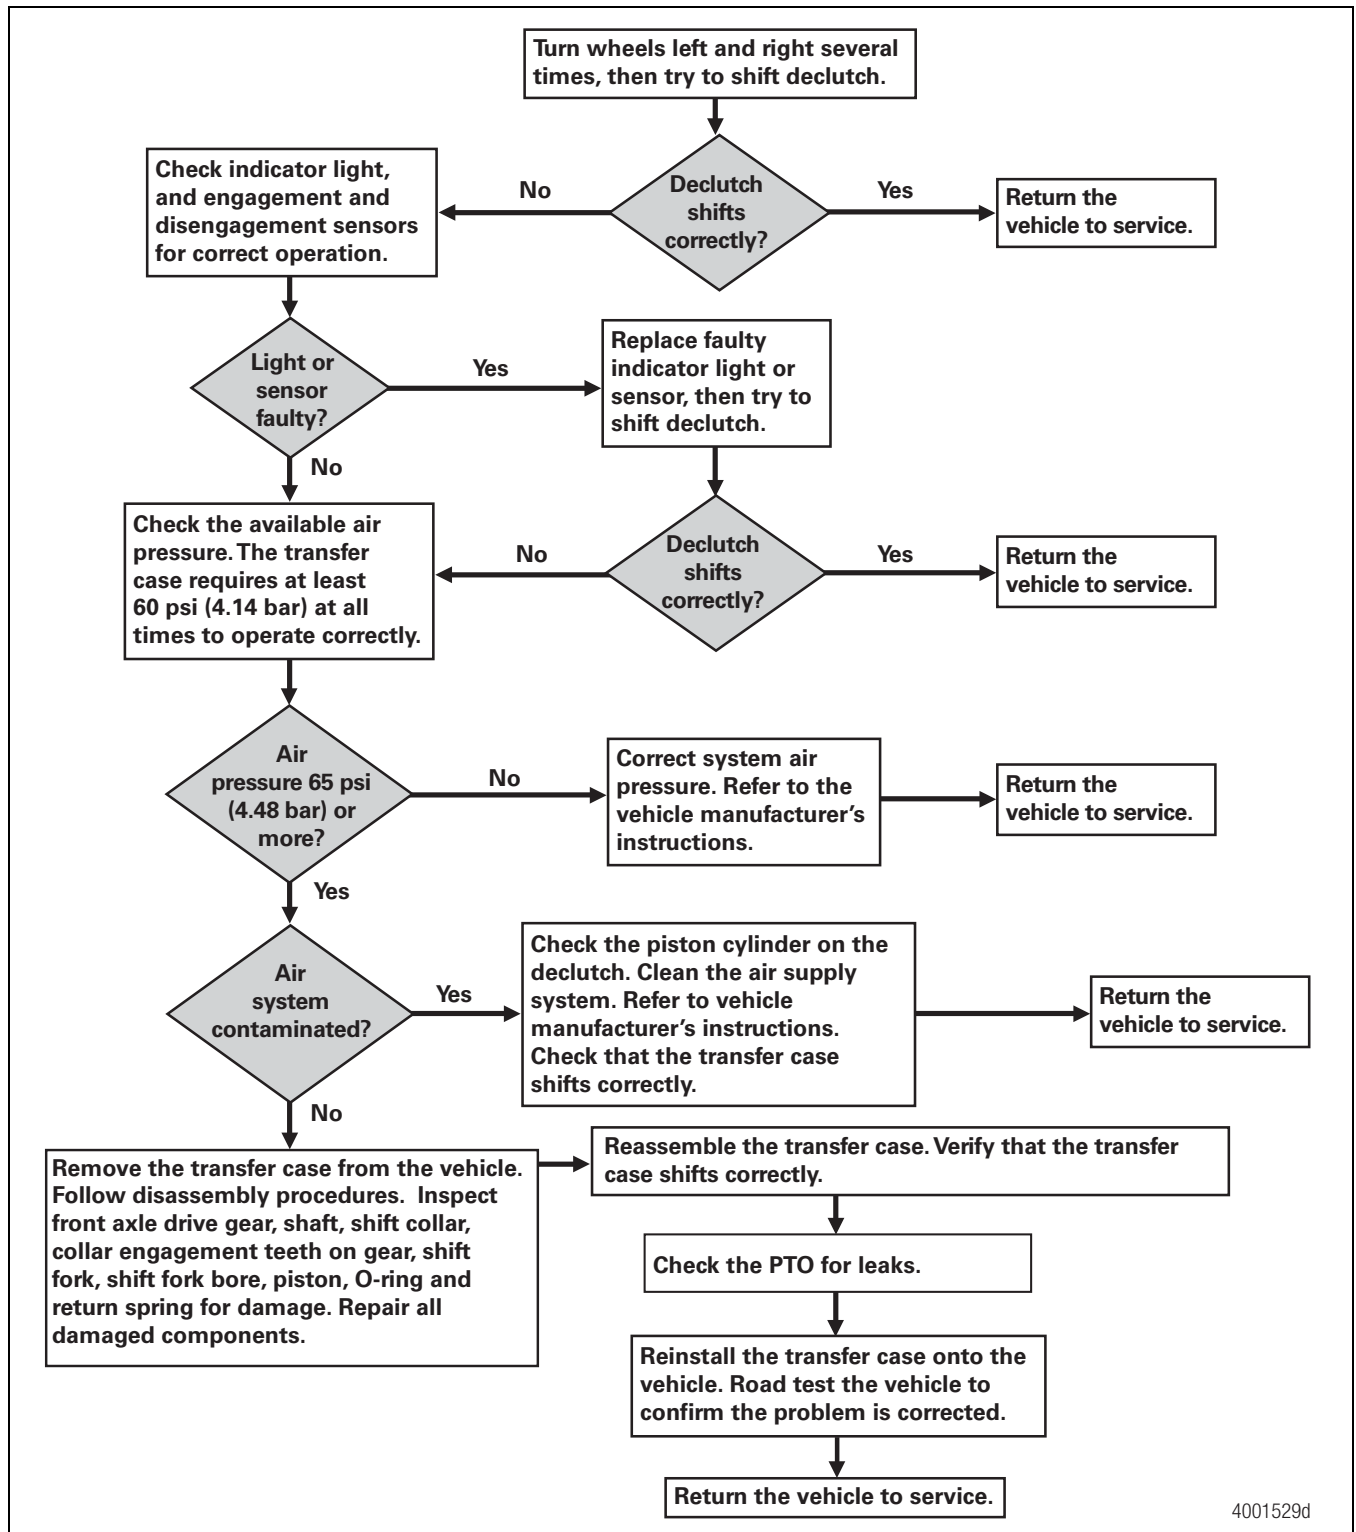 Turn wheels left and right several
times, then try to shift declutch.
Declutch
shifts
correctly?
No
Yes
Check indicator light,
and engagement and
disengagement sensors
for correct operation.
Return the
vehicle to service.
Light or
sensor
faulty?
Yes
No
Replace faulty
indicator light or
sensor, then try to
shift declutch.
Declutch
shifts
correctly?
No
Yes
Return the
vehicle to service.
Check the available air
pressure. The transfer
case requires at least
60 psi (4.14 bar) at all
times to operate correctly.
Air
pressure 65 psi
(4.48 bar) or
more?
No
Yes
Correct system air
pressure. Refer to the
vehicle manufacturer's
instructions.
Return the
vehicle to service.
Air
system
contaminated?
Yes
No
Check the piston cylinder on the
declutch. Clean the air supply
system. Refer to vehicle
manufacturer's instructions.
Check that the transfer case
shifts correctly.
Return the
vehicle to service.
Remove the transfer case from the vehicle.
Follow disassembly procedures. Inspect
front axle drive gear, shaft, shift collar,
collar engagement teeth on gear, shift
fork, shift fork bore, piston, O-ring and
return spring for damage. Repair all
damaged components.
Reassemble the transfer case. Verify that the transfer
case shifts correctly.
Check the PTO for leaks.
Reinstall the transfer case onto the
vehicle. Road test the vehicle to
confirm the problem is corrected.
Return the vehicle to service.
4001529d